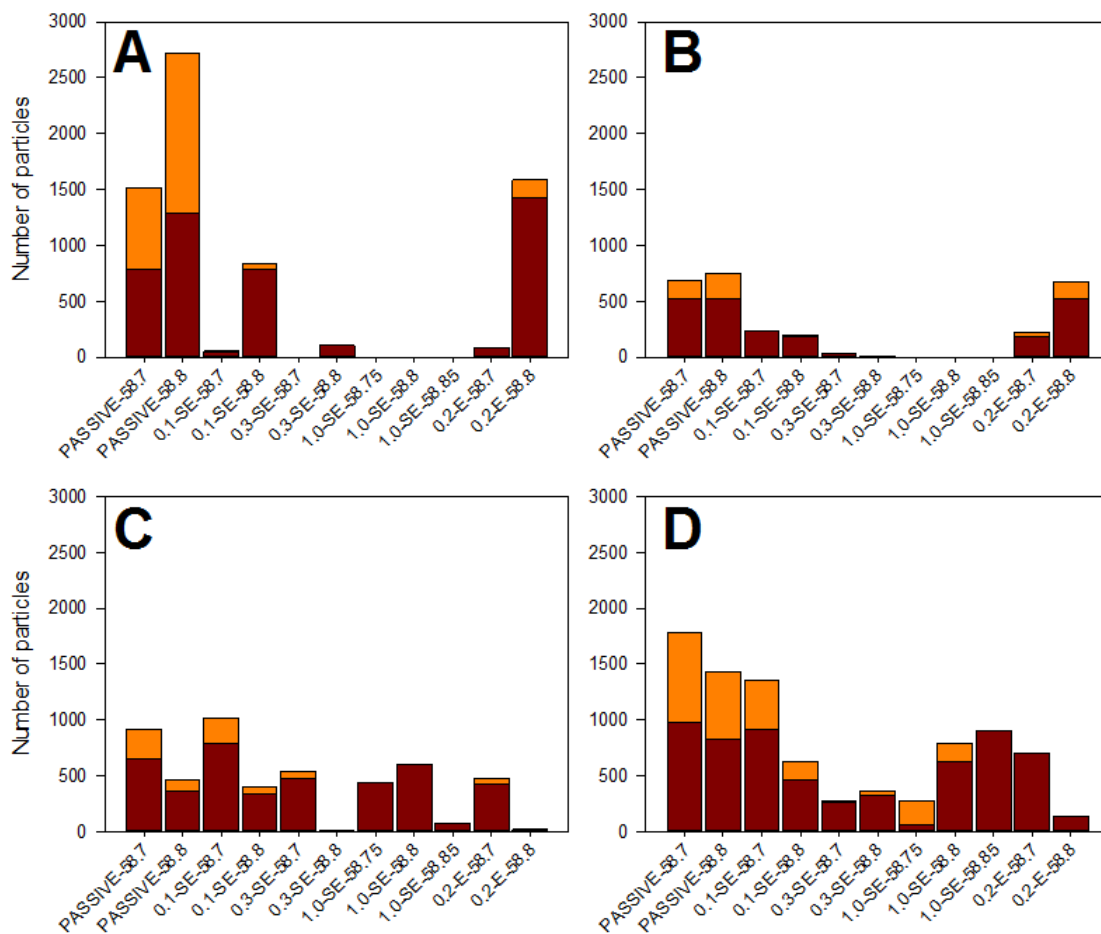 A
B
Number of particles
3000
2500
2000
1500
1000
500
0
3000
2500
2000
1500
1000
500
0
PASSIVE-58.7
PASSIVE-58.8
0.1-SE-58.7
0.1-SE-58.8
0.3-SE-58.7
0.3-SE-58.8
1.0-SE-58.75
1.0-SE-58.8
1.0-SE-58.85
0.2-E-58.7
0.2-E-58.8
PASSIVE-58.7
PASSIVE-58.8
0.1-SE-58.7
0.1-SE-58.8
0.3-SE-58.7
0.3-SE-58.8
1.0-SE-58.75
1.0-SE-58.8
1.0-SE-58.85
0.2-E-58.7
0.2-E-58.8
C
D
Number of particles
3000
2500
2000
1500
1000
500
0
3000
2500
2000
1500
1000
500
0
PASSIVE-58.7
PASSIVE-58.8
0.1-SE-58.7
0.1-SE-58.8
0.3-SE-58.7
0.3-SE-58.8
1.0-SE-58.75
1.0-SE-58.8
1.0-SE-58.85
0.2-E-58.7
0.2-E-58.8
PASSIVE-58.7
PASSIVE-58.8
0.1-SE-58.7
0.1-SE-58.8
0.3-SE-58.7
0.3-SE-58.8
1.0-SE-58.75
1.0-SE-58.8
1.0-SE-58.85
0.2-E-58.7
0.2-E-58.8